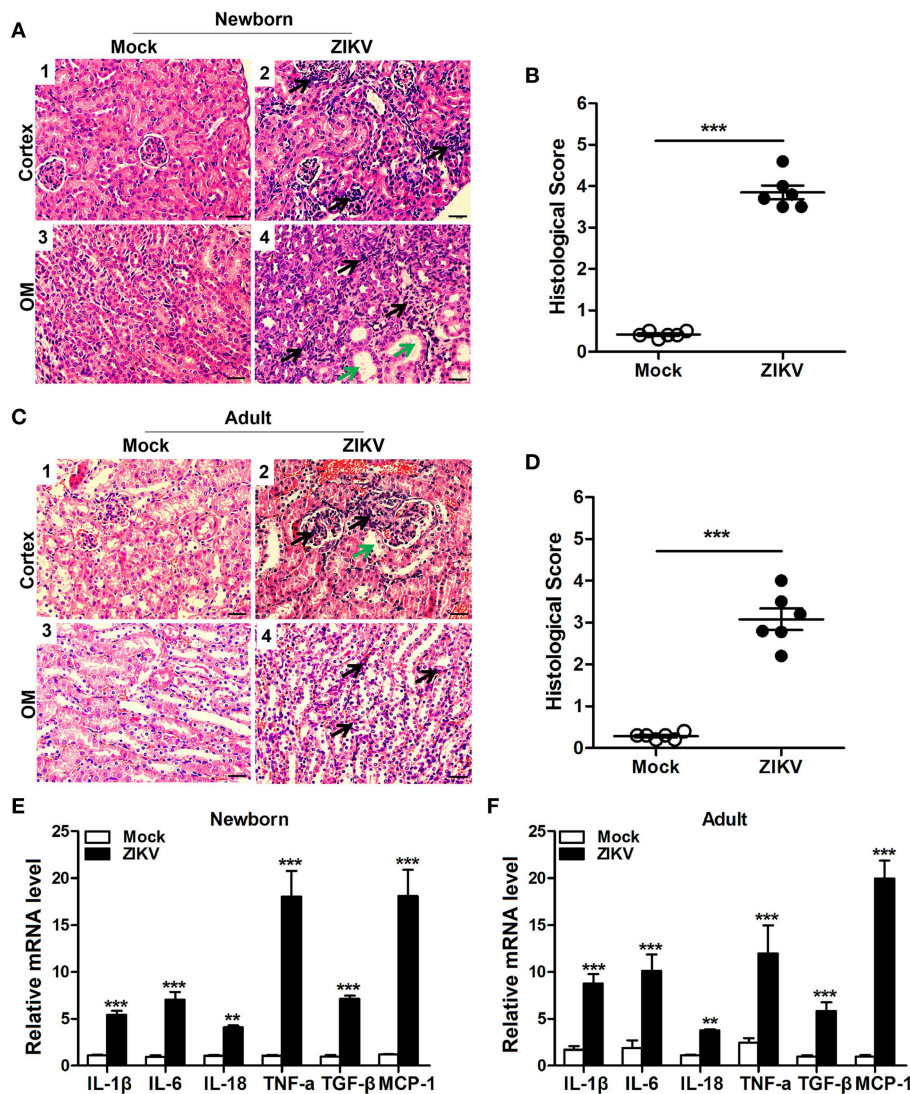 A
Newborn
Mock ZIKV
1 2
Cortex
3 4
OM
B
Histological Score
6
5
4
3
2
1
0
***
Mock ZIKV
C
Adult
Mock ZIKV
1 2
Cortex
3 4
OM
D
Histological Score
6
5
4
3
2
1
0
***
Mock ZIKV
E
Newborn
Mock
ZIKV
Relative mRNA level
25
20
15
10
5
0
*** *** ** *** *** ***
IL-1β IL-6 IL-18 TNF-a TGF-β MCP-1
F
Adult
Mock
ZIKV
Relative mRNA level
25
20
15
10
5
0
*** *** ** *** *** ***
IL-1β IL-6 IL-18 TNF-a TGF-β MCP-1